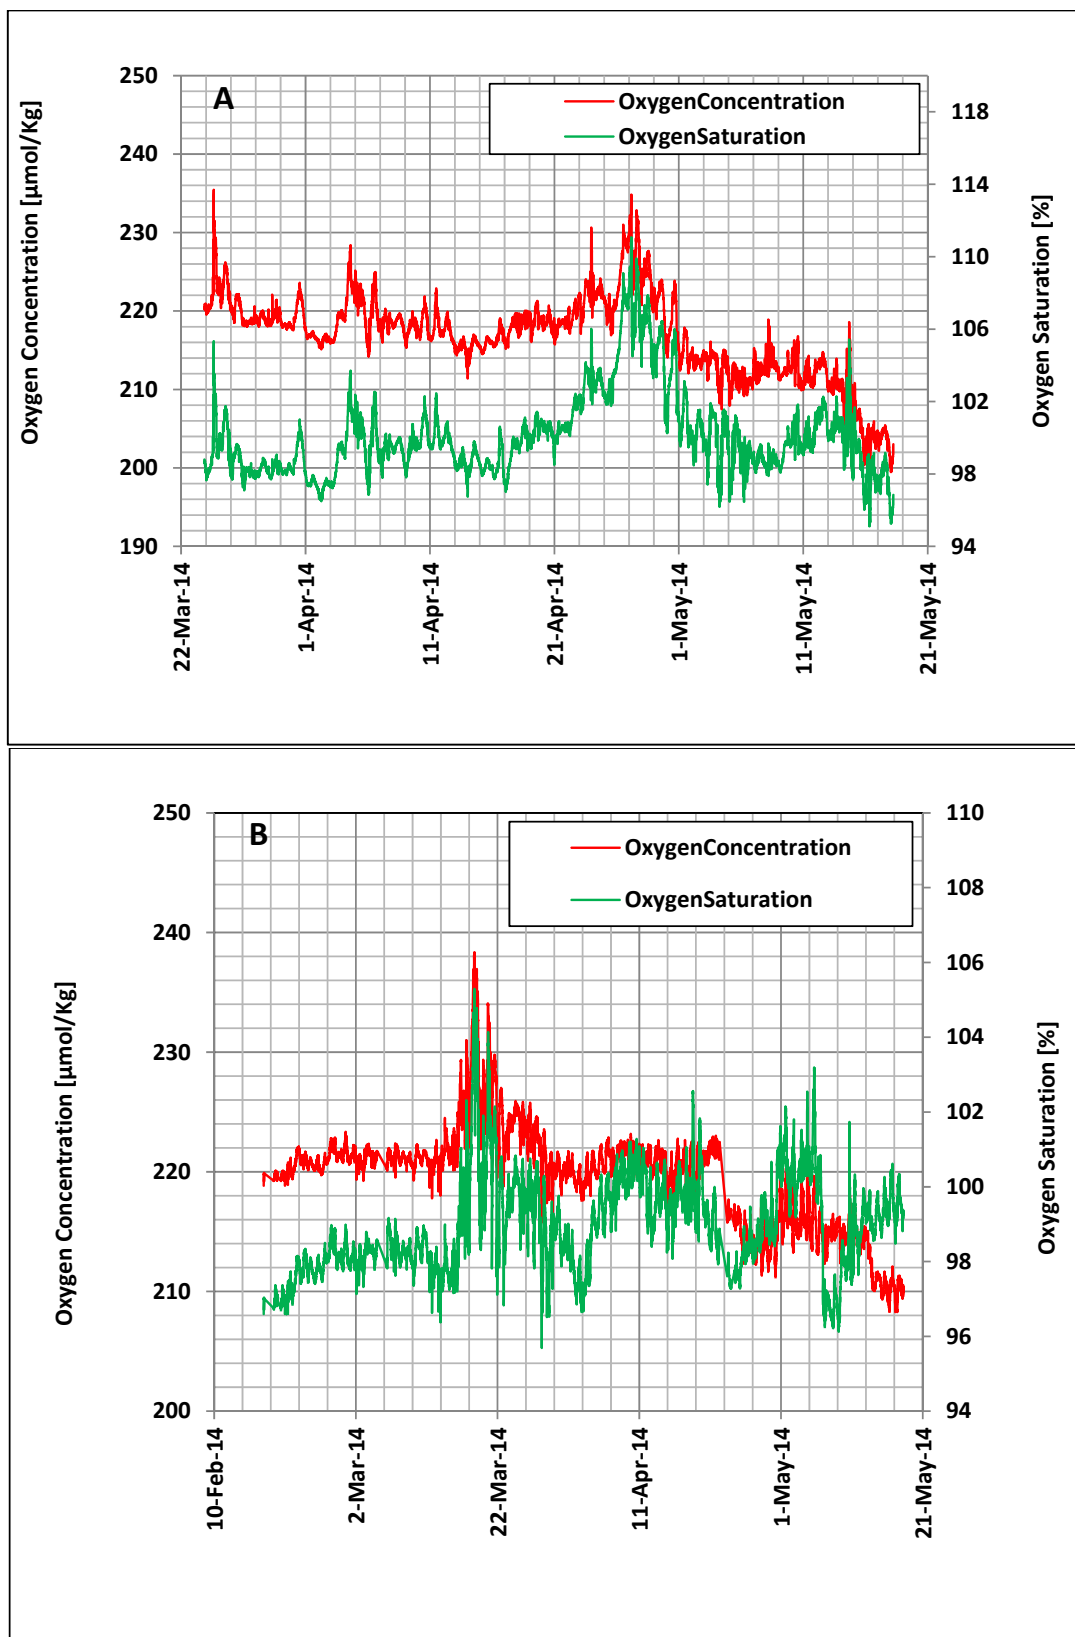 A
OxygenConcentration
OxygenSaturation
Oxygen Concentration [µmol/Kg]
250
240
230
220
210
200
190
118
114
110
106
102
98
94
Oxygen Saturation [%]
22-Mar-14
1-Apr-14
11-Apr-14
21-Apr-14
1-May-14
11-May-14
21-May-14
B
OxygenConcentration
OxygenSaturation
Oxygen Concentration [µmol/Kg]
250
240
230
220
210
200
110
108
106
104
102
100
98
96
94
Oxygen Saturation [%]
10-Feb-14
2-Mar-14
22-Mar-14
11-Apr-14
1-May-14
21-May-14